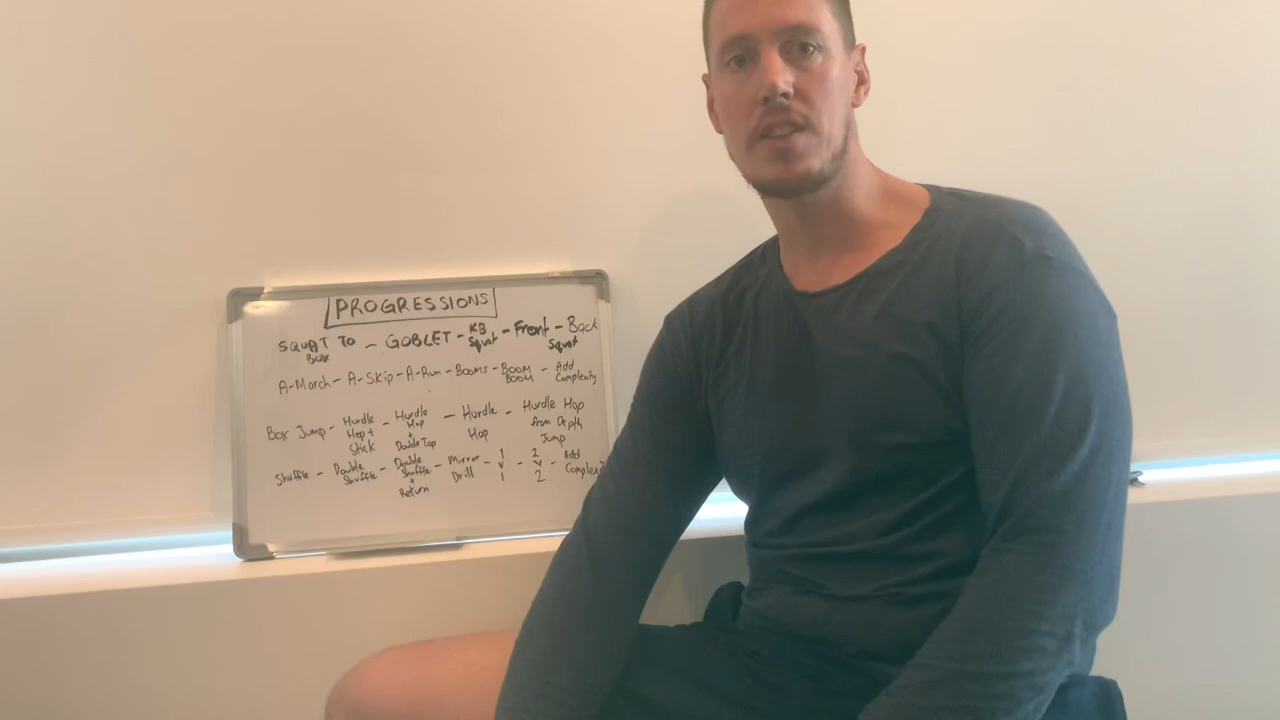 PROGRESSIONS
SQUAT TO BOX - GOBLET - KB Squat - Front - Back Squat
A-March - A-Skip - A-Run - Booms - BOOM BOOM - Add Complexity
Box Jump - Hurdle Hop + Stick - Hurdle Hop + Double Tap - Hurdle Hop - Hurdle Hop from Depth Jump
Shuffle - Double Shuffle - Double Shuffle + Return - Mirror Drill - 1 v 1 - 2 v 2 - Add